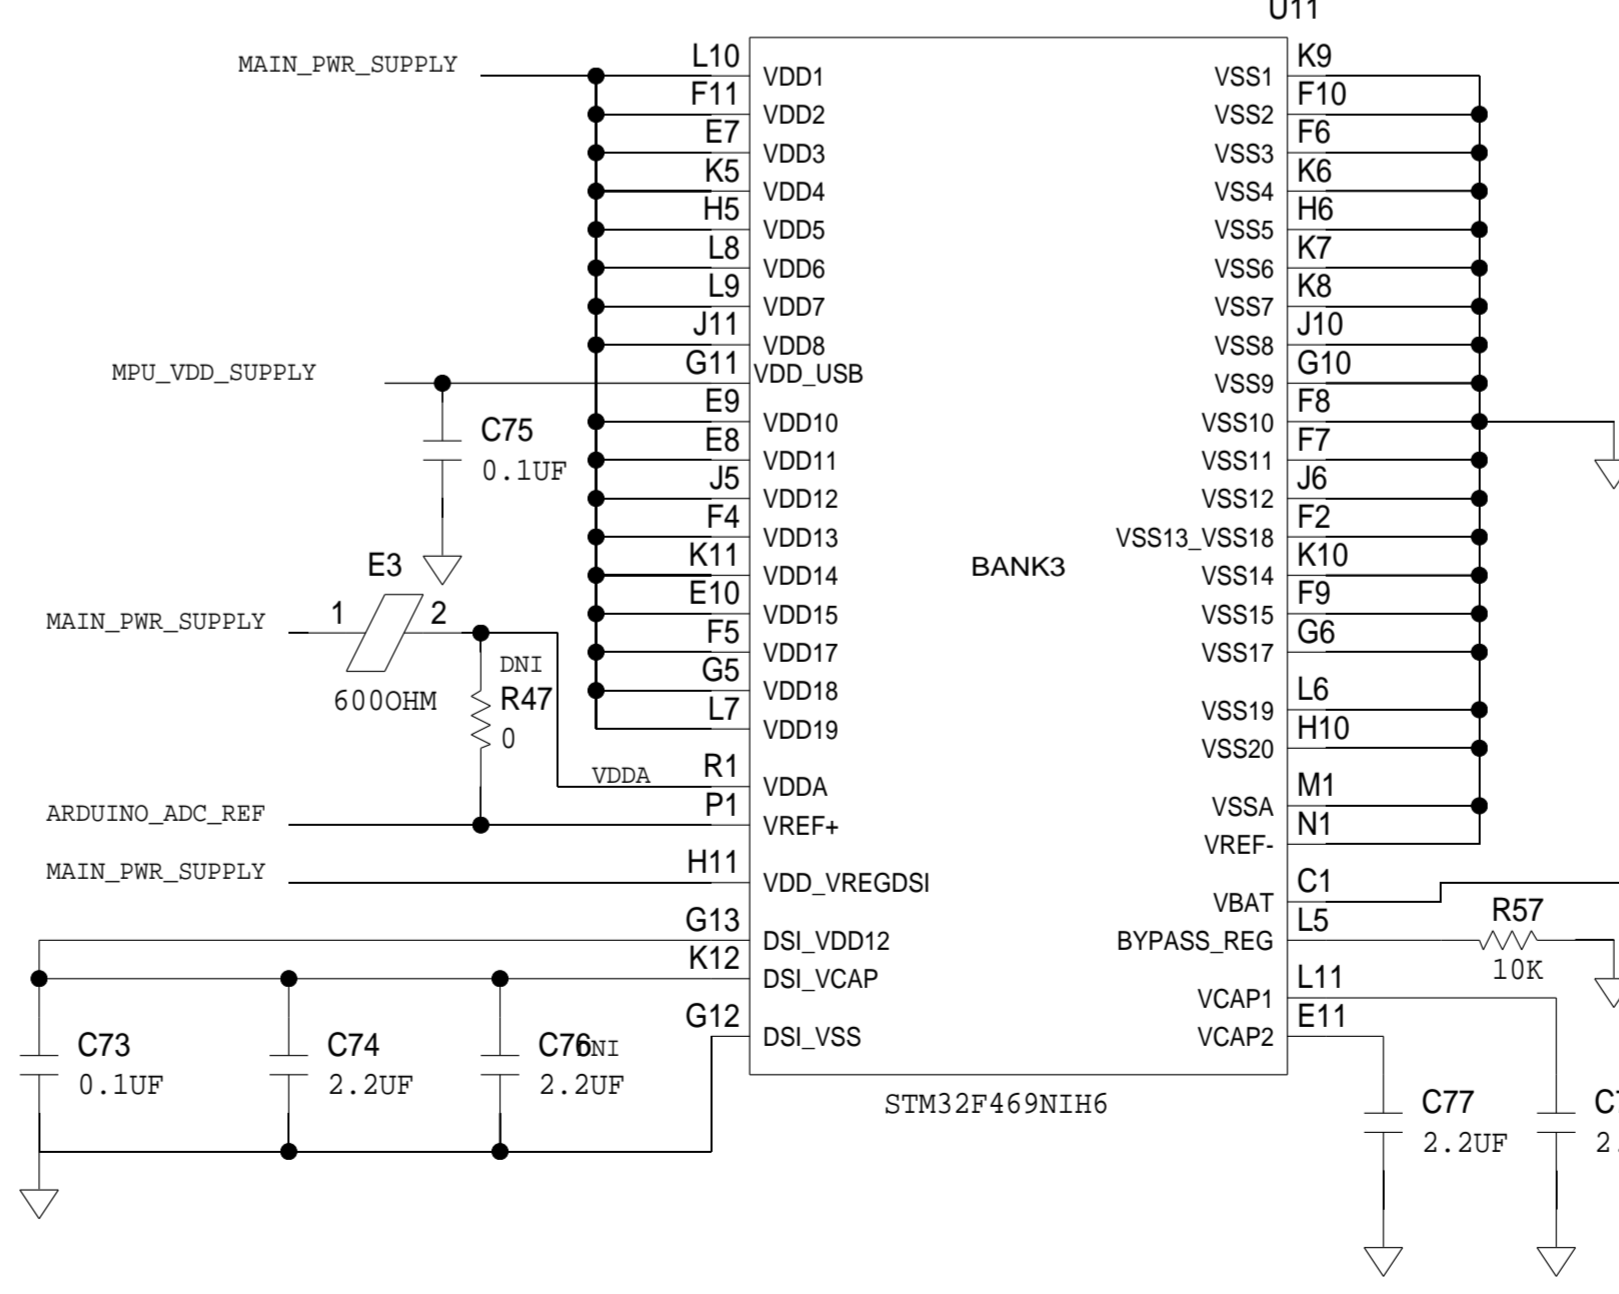 U11
MAIN_PWR_SUPPLY
L10 VDD1 VSS1 K9
F11 VDD2 VSS2 F10
E7 VDD3 VSS3 F6
K5 VDD4 VSS4 K6
H5 VDD5 VSS5 H6
L8 VDD6 VSS6 K7
L9 VDD7 VSS7 K8
J11 VDD8 VSS8 J10
MPU_VDD_SUPPLY
G11 VDD_USB VSS9 G10
E9 VDD10 VSS10 F8
C75
0.1UF
E8 VDD11 VSS11 F7
J5 VDD12 VSS12 J6
F4 VDD13 VSS13_VSS18 F2
BANK3
K11 VDD14 VSS14 K10
E3
MAIN_PWR_SUPPLY 1 2
600OHM
E10 VDD15 VSS15 F9
F5 VDD17 VSS17 G6
DNI
R47
0
G5 VDD18
L7 VDD19 VSS19 L6
VSS20 H10
VDDA R1 VDDA VSSA M1
ARDUINO_ADC_REF P1 VREF+ VREF- N1
MAIN_PWR_SUPPLY H11 VDD_VREGDSI VBAT C1
G13 DSI_VDD12 BYPASS_REG L5
R57
10K
K12 DSI_VCAP VCAP1 L11
G12 DSI_VSS VCAP2 E11
C73
0.1UF
C74
2.2UF
C76 DNI
2.2UF
STM32F469NIH6
C77
2.2UF